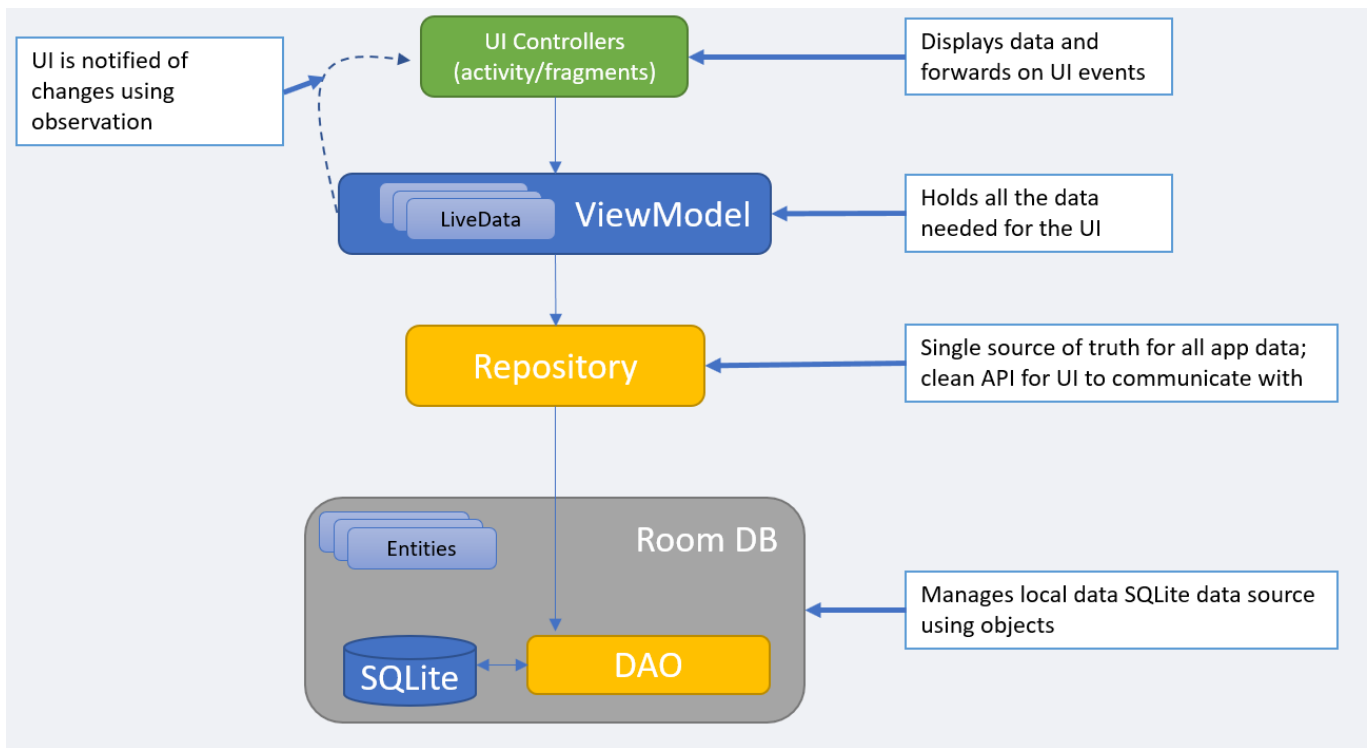 UI Controllers
(activity/fragments)
UI is notified of
changes using
observation
Displays data and
forwards on UI events
LiveData
ViewModel
Holds all the data
needed for the UI
Repository
Single source of truth for all app data;
clean API for UI to communicate with
Entities
Room DB
Manages local data SQLite data source
using objects
SQLite
DAO